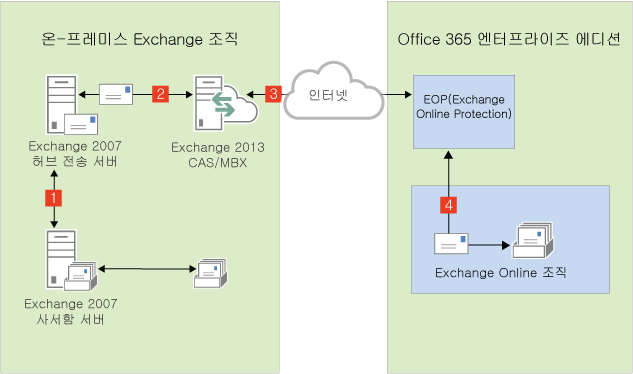 온-프레미스 Exchange 조직
Exchange 2007
허브 전송 서버
2
Exchange 2013
CAS/MBX
3
인터넷
1
Exchange 2007
사서함 서버
Office 365 엔터프라이즈 에디션
EOP(Exchange
Online Protection)
4
Exchange Online 조직